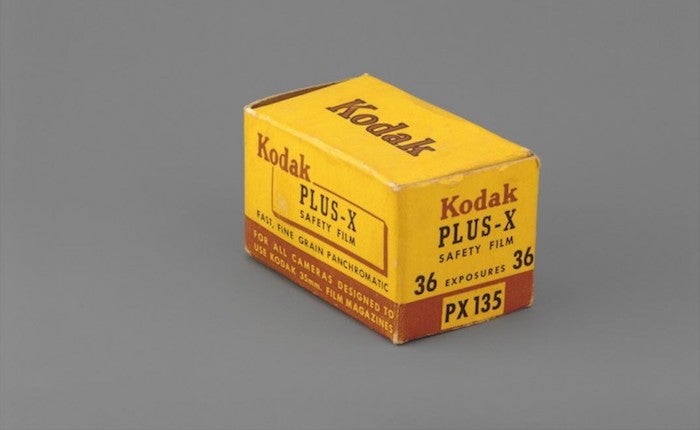 Kodak
Kodak
PLUS-X
SAFETY FILM
FAST, FINE GRAIN PANCHROMATIC
FOR ALL CAMERAS DESIGNED TO
USE KODAK 35mm. FILM MAGAZINES
Kodak
PLUS-X
SAFETY FILM
36 EXPOSURES 36
PX 135